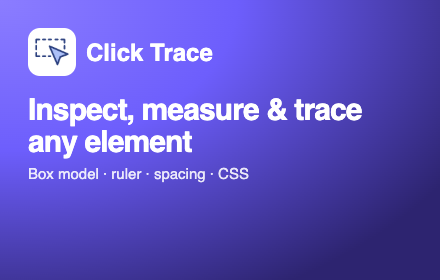 Click Trace
Inspect, measure & trace
any element
Box model · ruler · spacing · CSS